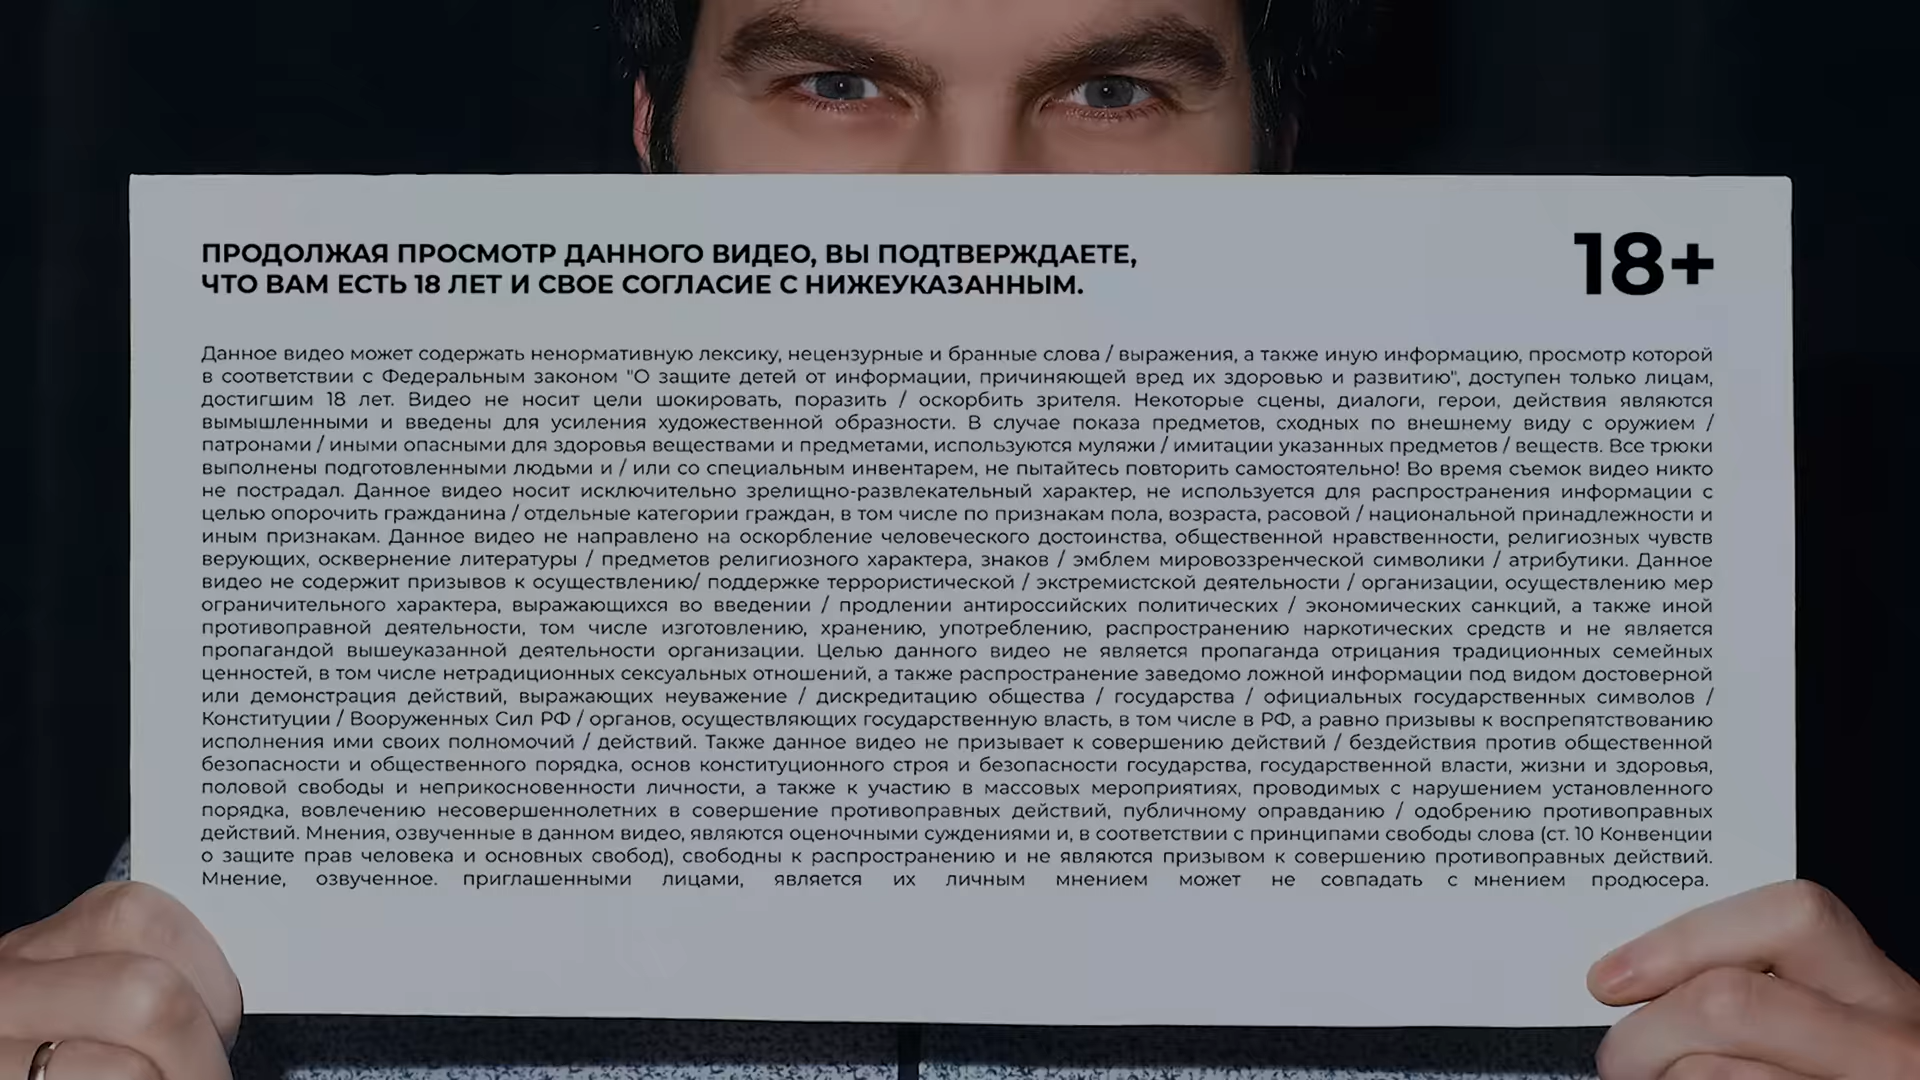 ПРОДОЛЖАЯ ПРОСМОТР ДАННОГО ВИДЕО, ВЫ ПОДТВЕРЖДАЕТЕ,
ЧТО ВАМ ЕСТЬ 18 ЛЕТ И СВОЕ СОГЛАСИЕ С НИЖЕУКАЗАННЫМ.
18+
Данное видео может содержать ненормативную лексику, нецензурные и бранные слова / выражения, а также иную информацию, просмотр которой
в соответствии с Федеральным законом "О защите детей от информации, причиняющей вред их здоровью и развитию", доступен только лицам,
достигшим 18 лет. Видео не носит цели шокировать, поразить / оскорбить зрителя. Некоторые сцены, диалоги, герои, действия являются
вымышленными и введены для усиления художественной образности. В случае показа предметов, сходных по внешнему виду с оружием /
патронами / иными опасными для здоровья веществами и предметами, используются муляжи / имитации указанных предметов / веществ. Все трюки
выполнены подготовленными людьми и / или со специальным инвентарем, не пытайтесь повторить самостоятельно! Во время съемок видео никто
не пострадал. Данное видео носит исключительно зрелищно-развлекательный характер, не используется для распространения информации с
целью опорочить гражданина / отдельные категории граждан, в том числе по признакам пола, возраста, расовой / национальной принадлежности и
иным признакам. Данное видео не направлено на оскорбление человеческого достоинства, общественной нравственности, религиозных чувств
верующих, осквернение литературы / предметов религиозного характера, знаков / эмблем мировоззренческой символики / атрибутики. Данное
видео не содержит призывов к осуществлению/ поддержке террористической / экстремистской деятельности / организации, осуществлению мер
ограничительного характера, выражающихся во введении / продлении антироссийских политических / экономических санкций, а также иной
противоправной деятельности, том числе изготовлению, хранению, употреблению, распространению наркотических средств и не является
пропагандой вышеуказанной деятельности организации. Целью данного видео не является пропаганда отрицания традиционных семейных
ценностей, в том числе нетрадиционных сексуальных отношений, а также распространение заведомо ложной информации под видом достоверной
или демонстрация действий, выражающих неуважение / дискредитацию общества / государства / официальных государственных символов /
Конституции / Вооруженных Сил РФ / органов, осуществляющих государственную власть, в том числе в РФ, а равно призывы к воспрепятствованию
исполнения ими своих полномочий / действий. Также данное видео не призывает к совершению действий / бездействия против общественной
безопасности и общественного порядка, основ конституционного строя и безопасности государства, государственной власти, жизни и здоровья,
половой свободы и неприкосновенности личности, а также к участию в массовых мероприятиях, проводимых с нарушением установленного
порядка, вовлечению несовершеннолетних в совершение противоправных действий, публичному оправданию / одобрению противоправных
действий. Мнения, озвученные в данном видео, являются оценочными суждениями и, в соответствии с принципами свободы слова (ст. 10 Конвенции
о защите прав человека и основных свобод), свободны к распространению и не являются призывом к совершению противоправных действий.
Мнение, озвученное. приглашенными лицами, является их личным мнением может не совпадать с мнением продюсера.